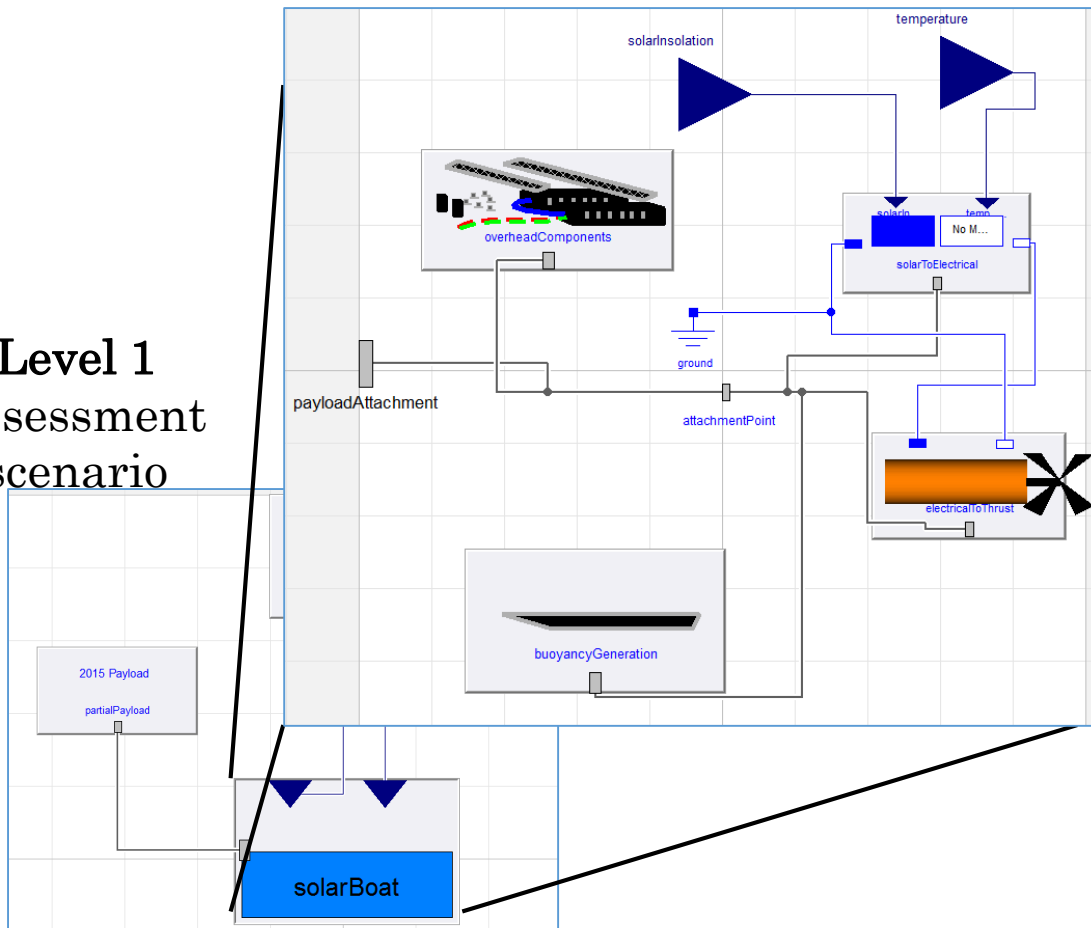 temperature
solarInsolation
overheadComponents
solarIn
temp...
No M...
solarToElectrical
ground
Level 1
payloadAttachment
attachmentPoint
sessment
scenario
electricalToThrust
buoyancyGeneration
2015 Payload
partialPayload
solarBoat